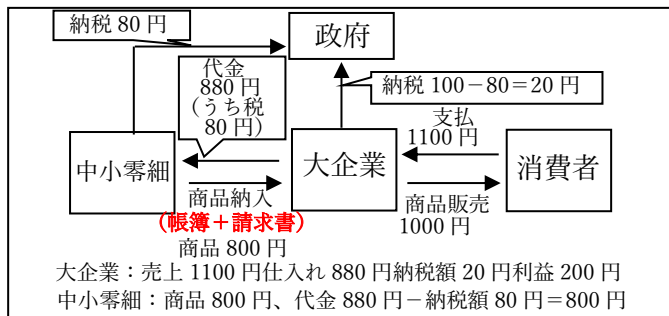 納税 80 円
政府
代金
880 円
(うち税
80 円)
納税 100－80＝20 円
支払
1100 円
中小零細
大企業
消費者
商品納入
(帳簿＋請求書)
商品 800 円
商品販売
1000 円
大企業：売上 1100 円仕入れ 880 円納税額 20 円利益 200 円
中小零細：商品 800 円、代金 880 円－納税額 80 円＝800 円